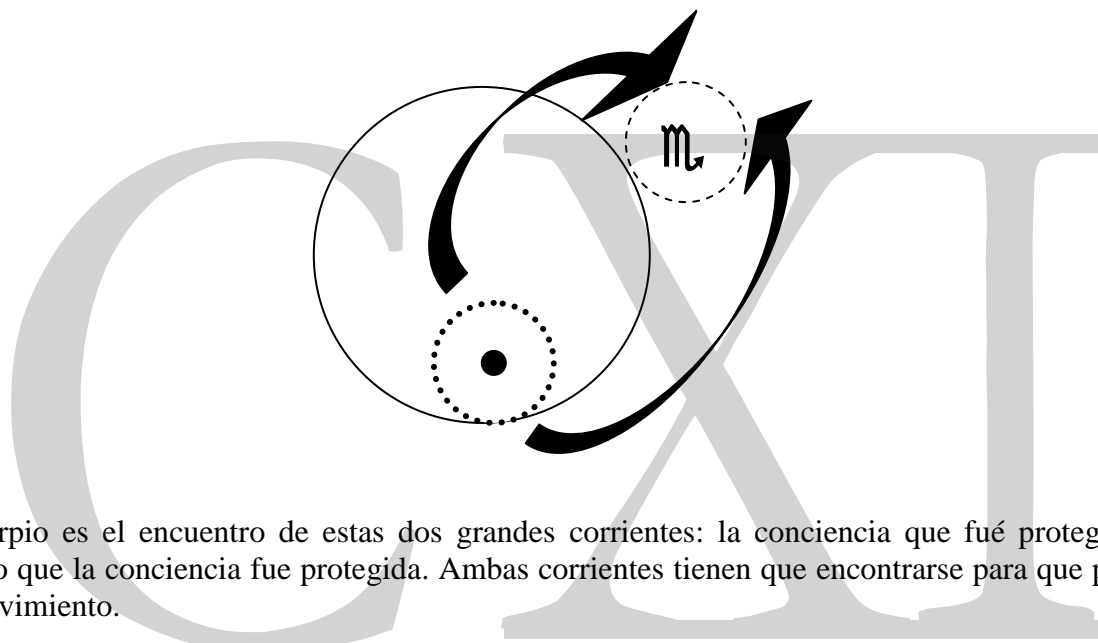 ♏
CXI
rpio es el encuentro de estas dos grandes corrientes: la conciencia que fué proteg
o que la conciencia fue protegida. Ambas corrientes tienen que encontrarse para que p
vimiento.